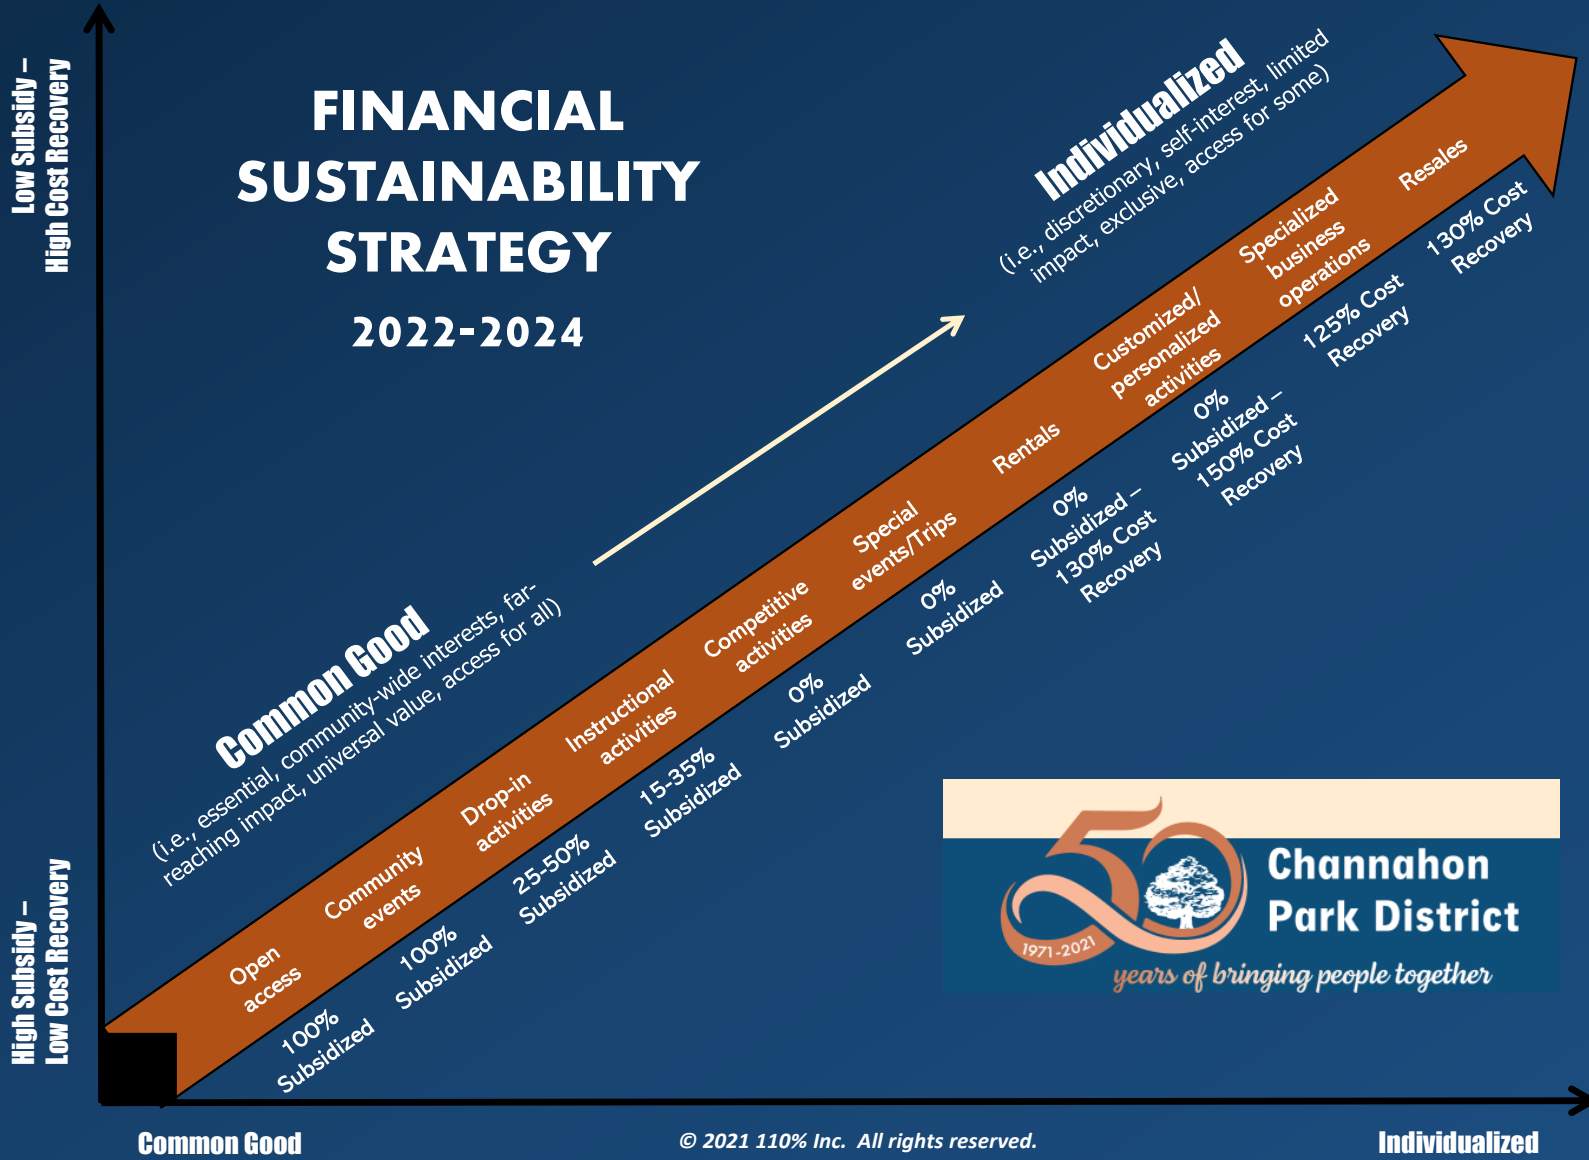 FINANCIAL
SUSTAINABILITY
STRATEGY
2022-2024
Low Subsidy –
High Cost Recovery
High Subsidy –
Low Cost Recovery
Common Good
(i.e., essential, community-wide interests, far-
reaching impact, universal value, access for all)
Individualized
(i.e., discretionary, self-interest, limited
impact, exclusive, access for some)
Open
access
100%
Subsidized
Community
events
100%
Subsidized
Drop-in
activities
25-50%
Subsidized
Instructional
activities
15-35%
Subsidized
Competitive
activities
0%
Subsidized
Special
events/Trips
0%
Subsidized
Rentals
0%
Subsidized –
130% Cost
Recovery
Customized/
personalized
activities
0%
Subsidized –
150% Cost
Recovery
Specialized
business
operations
125% Cost
Recovery
Resales
130% Cost
Recovery
50
1971-2021
Channahon
Park District
years of bringing people together
Common Good
© 2021 110% Inc. All rights reserved.
Individualized